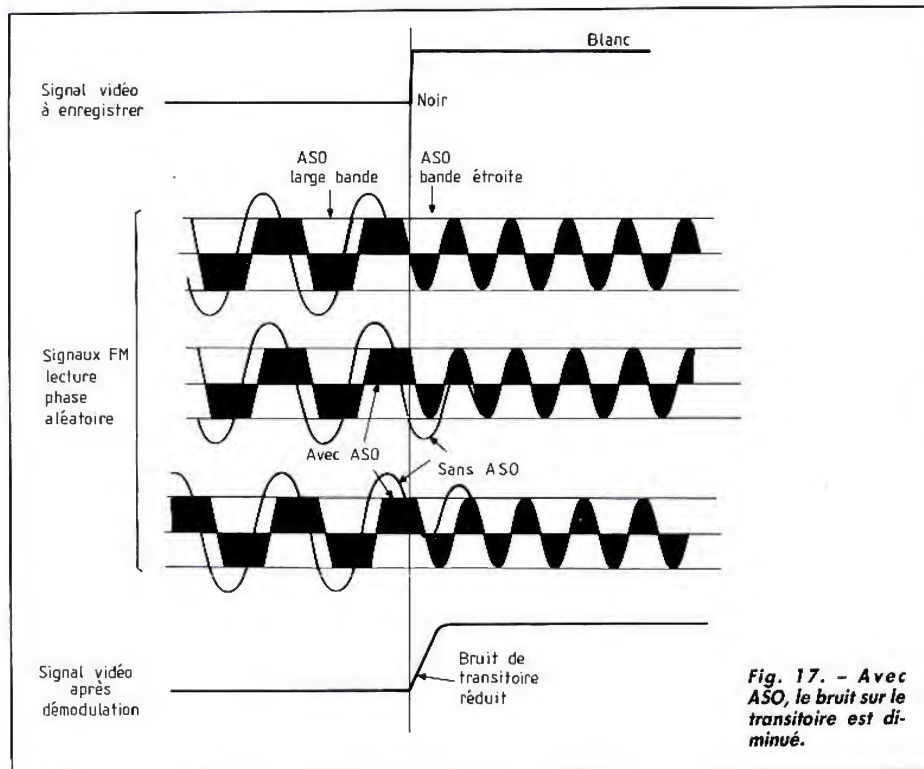 Blanc
Signal vidéo
à enregistrer
Noir
ASO
large bande
ASO
bande étroite
Signaux FM
lecture
phase
aléatoire
Avec ASO
Sans ASO
Signal vidéo
après
démodulation
Bruit de
transitoire
réduit
Fig. 17. – Avec
ASO, le bruit sur le
transitoire est di-
minué.